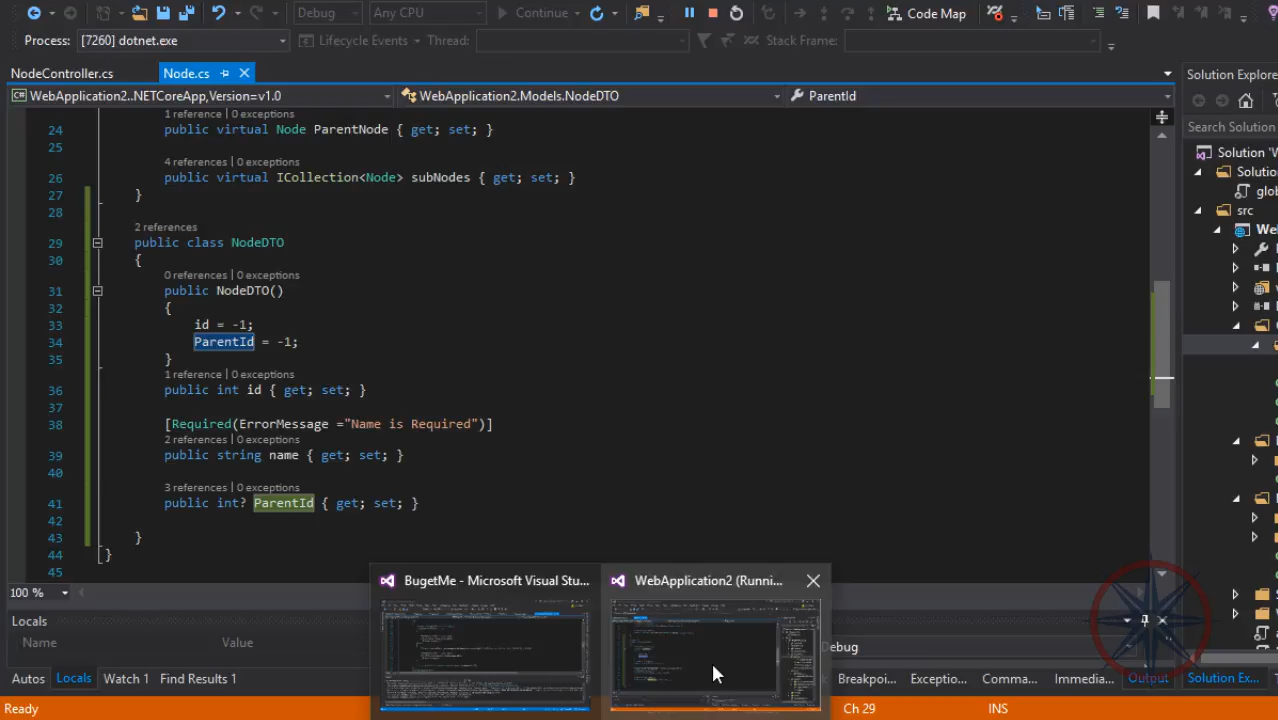 Debug Any CPU Continue Code Map
Process: [7260] dotnet.exe Lifecycle Events Thread: Stack Frame:
NodeController.cs Node.cs Solution Explore
WebApplication2..NETCoreApp,Version=v1.0 WebApplication2.Models.NodeDTO ParentId
1 reference | 0 exceptions
24 public virtual Node ParentNode { get; set; }
Search Solution
25
Solution 'V
4 references | 0 exceptions
Solutio
26 public virtual ICollection<Node> subNodes { get; set; }
glob
27 }
src
28
2 references
We
29 public class NodeDTO
30 {
0 references | 0 exceptions
31 public NodeDTO()
32 {
33 id = -1;
34 ParentId = -1;
35 }
1 reference | 0 exceptions
36 public int id { get; set; }
37
38 [Required(ErrorMessage ="Name is Required")]
2 references | 0 exceptions
39 public string name { get; set; }
40
3 references | 0 exceptions
41 public int? ParentId { get; set; }
42
43 }
44 }
45
BugetMe - Microsoft Visual Stu... WebApplication2 (Runni...
100 %
Locals
Name Value
Debug
Autos Locals Watch 1 Find Results 1 Breakpoi... Exceptio... Comma... Immedia... Output Solution Ex...
Ready Ch 29 INS